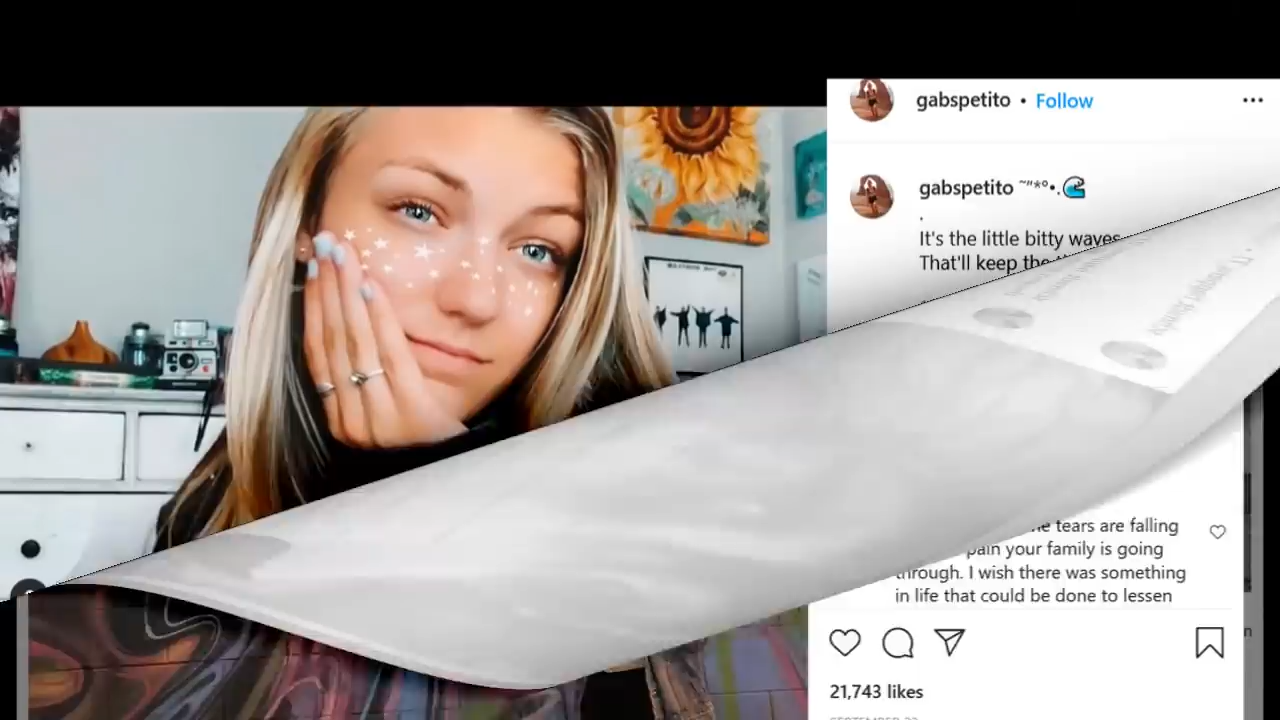 gabspetito • Follow
gabspetito ~"*°•.🌊
.
It's the little bitty waves
That'll keep the
tears are falling
pain your family is going
through. I wish there was something
in life that could be done to lessen
21,743 likes